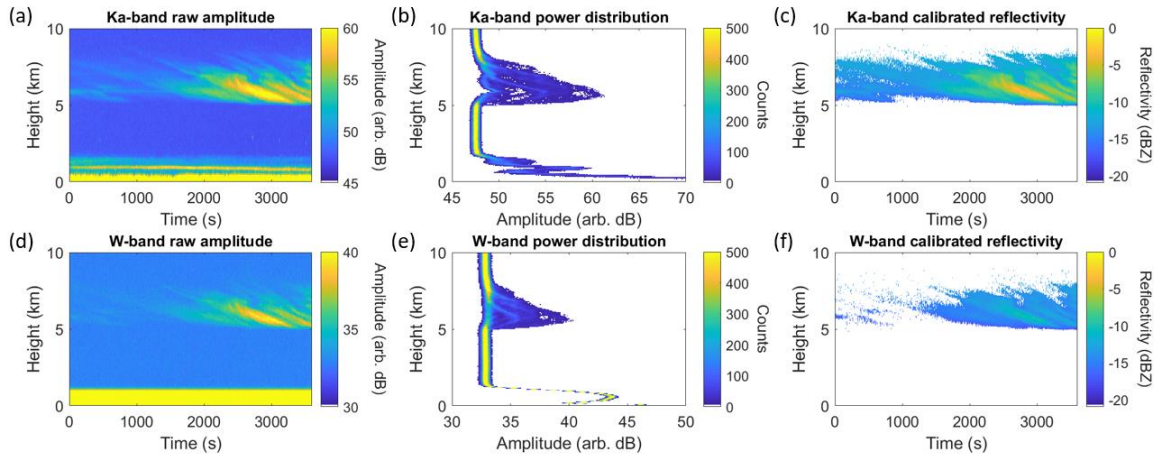 (a) Ka-band raw amplitude
10
5
0
Height (km)
0 1000 2000 3000
Time (s)
60
55
50
45
Amplitude (arb. dB)
(b) Ka-band power distribution
10
5
0
Height (km)
45 50 55 60 65 70
Amplitude (arb. dB)
500
400
300
200
100
0
Counts
(c) Ka-band calibrated reflectivity
10
5
0
Height (km)
0 1000 2000 3000
Time (s)
0
-5
-10
-15
-20
Reflectivity (dBZ)
(d) W-band raw amplitude
10
5
0
Height (km)
0 1000 2000 3000
Time (s)
40
35
30
Amplitude (arb. dB)
(e) W-band power distribution
10
5
0
Height (km)
30 35 40 45 50
Amplitude (arb. dB)
500
400
300
200
100
0
Counts
(f) W-band calibrated reflectivity
10
5
0
Height (km)
0 1000 2000 3000
Time (s)
0
-5
-10
-15
-20
Reflectivity (dBZ)